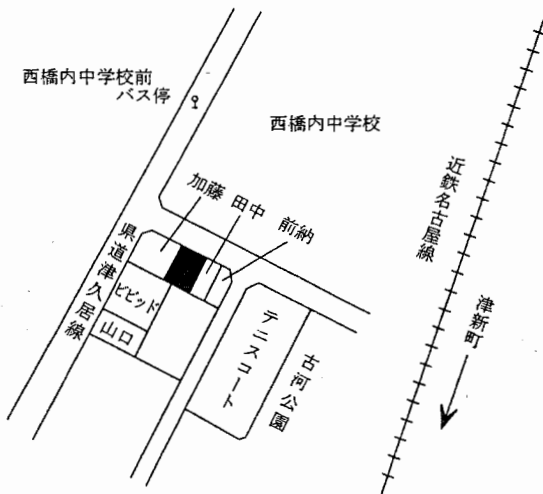 西橋内中学校前
バス停
西橋内中学校
近鉄名古屋線
加藤
田中
前納
県道津久居線
ビビッド
山口
テニスコート
古河公園
津新町